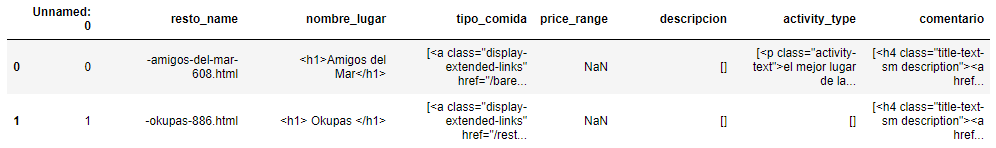 Unnamed: 0 resto_name nombre_lugar tipo_comida price_range descripcion activity_type comentario
0 0 -amigos-del-mar-608.html <h1>Amigos del Mar</h1> [<a class="display-extended-links" href="/bare... NaN [] [<p class="activity-text">el mejor lugar de la... [<h4 class="title-text-sm description"><a href...
1 1 -okupas-886.html <h1> Okupas </h1> [<a class="display-extended-links" href="/rest... NaN [] [] [<h4 class="title-text-sm description"><a href...